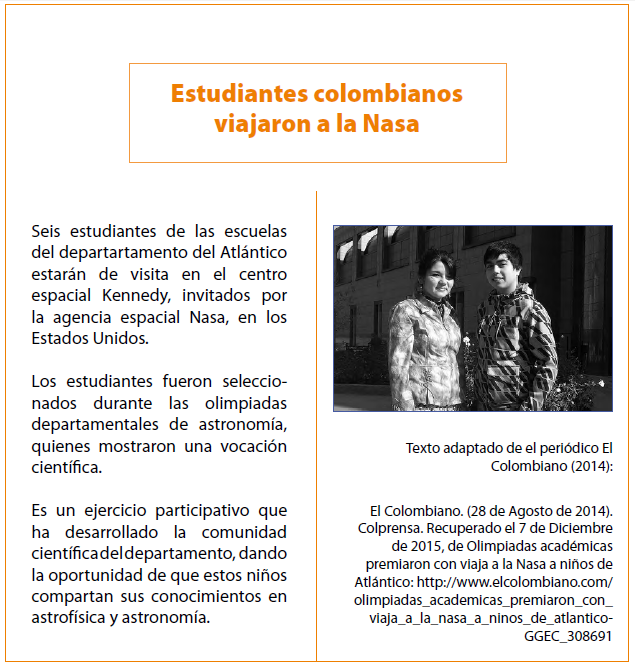 Estudiantes colombianos
viajaron a la Nasa
Seis estudiantes de las escuelas
del departartamento del Atlántico
estarán de visita en el centro
espacial Kennedy, invitados por
la agencia espacial Nasa, en los
Estados Unidos.
Los estudiantes fueron seleccio-
nados durante las olimpiadas
departamentales de astronomía,
quienes mostraron una vocación
científica.
Es un ejercicio participativo que
ha desarrollado la comunidad
científica del departamento, dando
la oportunidad de que estos niños
compartan sus conocimientos en
astrofísica y astronomía.
Texto adaptado de el periódico El
Colombiano (2014):
El Colombiano. (28 de Agosto de 2014).
Colprensa. Recuperado el 7 de Diciembre
de 2015, de Olimpiadas académicas
premiaron con viaja a la Nasa a niños de
Atlántico: http://www.elcolombiano.com/
olimpiadas_academicas_premiaron_con_
viaja_a_la_nasa_a_ninos_de_atlantico-
GGEC_308691